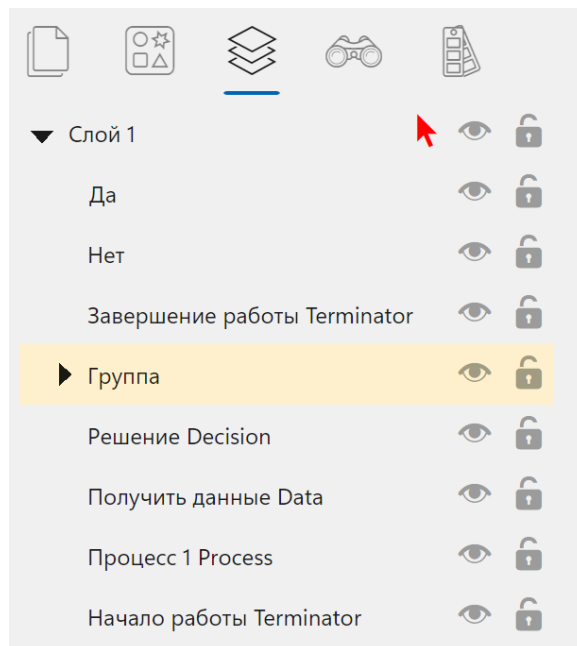 Слой 1
Да
Нет
Завершение работы Terminator
Группа
Решение Decision
Получить данные Data
Процесс 1 Process
Начало работы Terminator